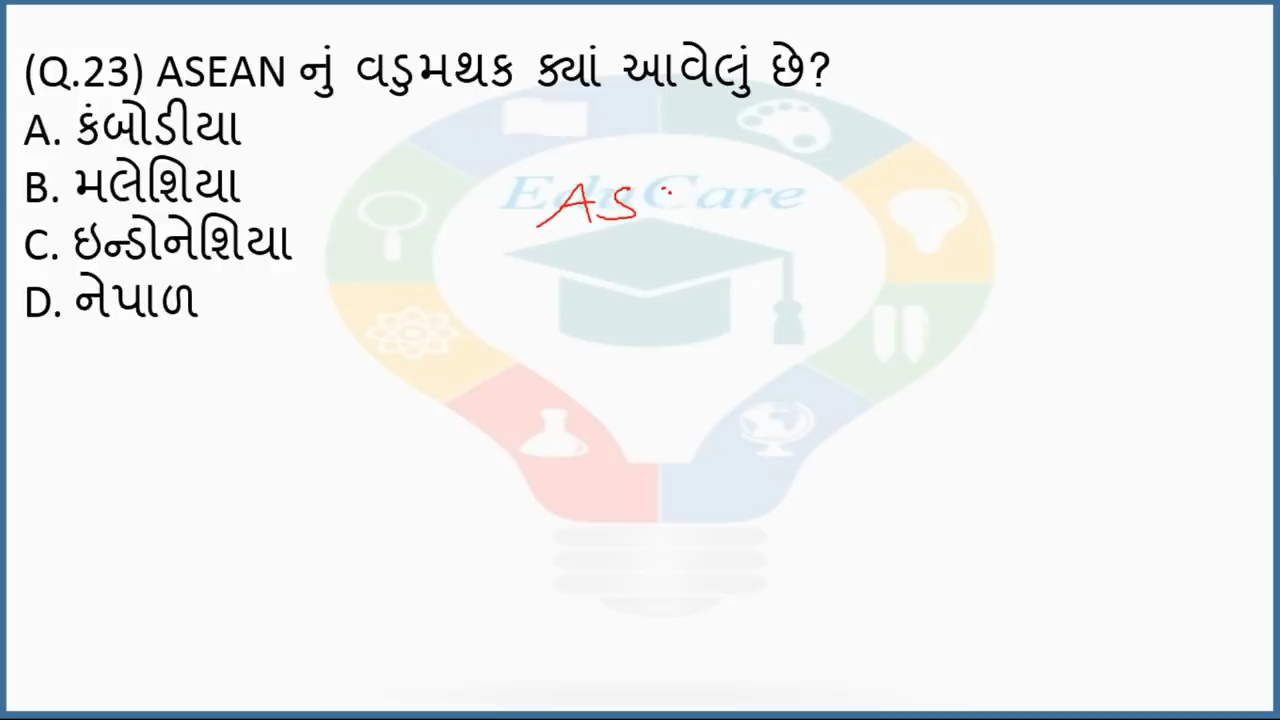 (Q.23) ASEAN નું વડુમથક ક્યાં આવેલું છે?
A. કંબોડીયા
B. મલેશિયા
EduCare
AS
C. ઇન્ડોનેશિયા
D. નેપાળ